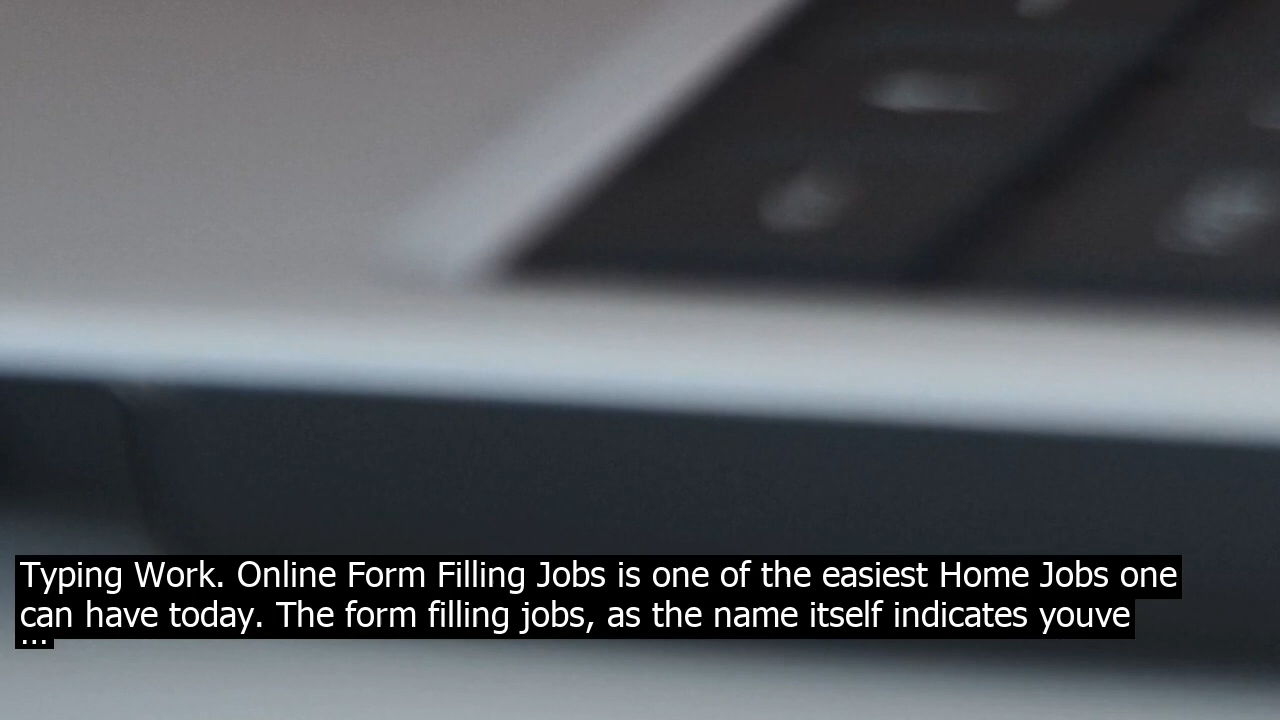 Typing Work. Online Form Filling Jobs is one of the easiest Home Jobs one
can have today. The form filling jobs, as the name itself indicates youve
...